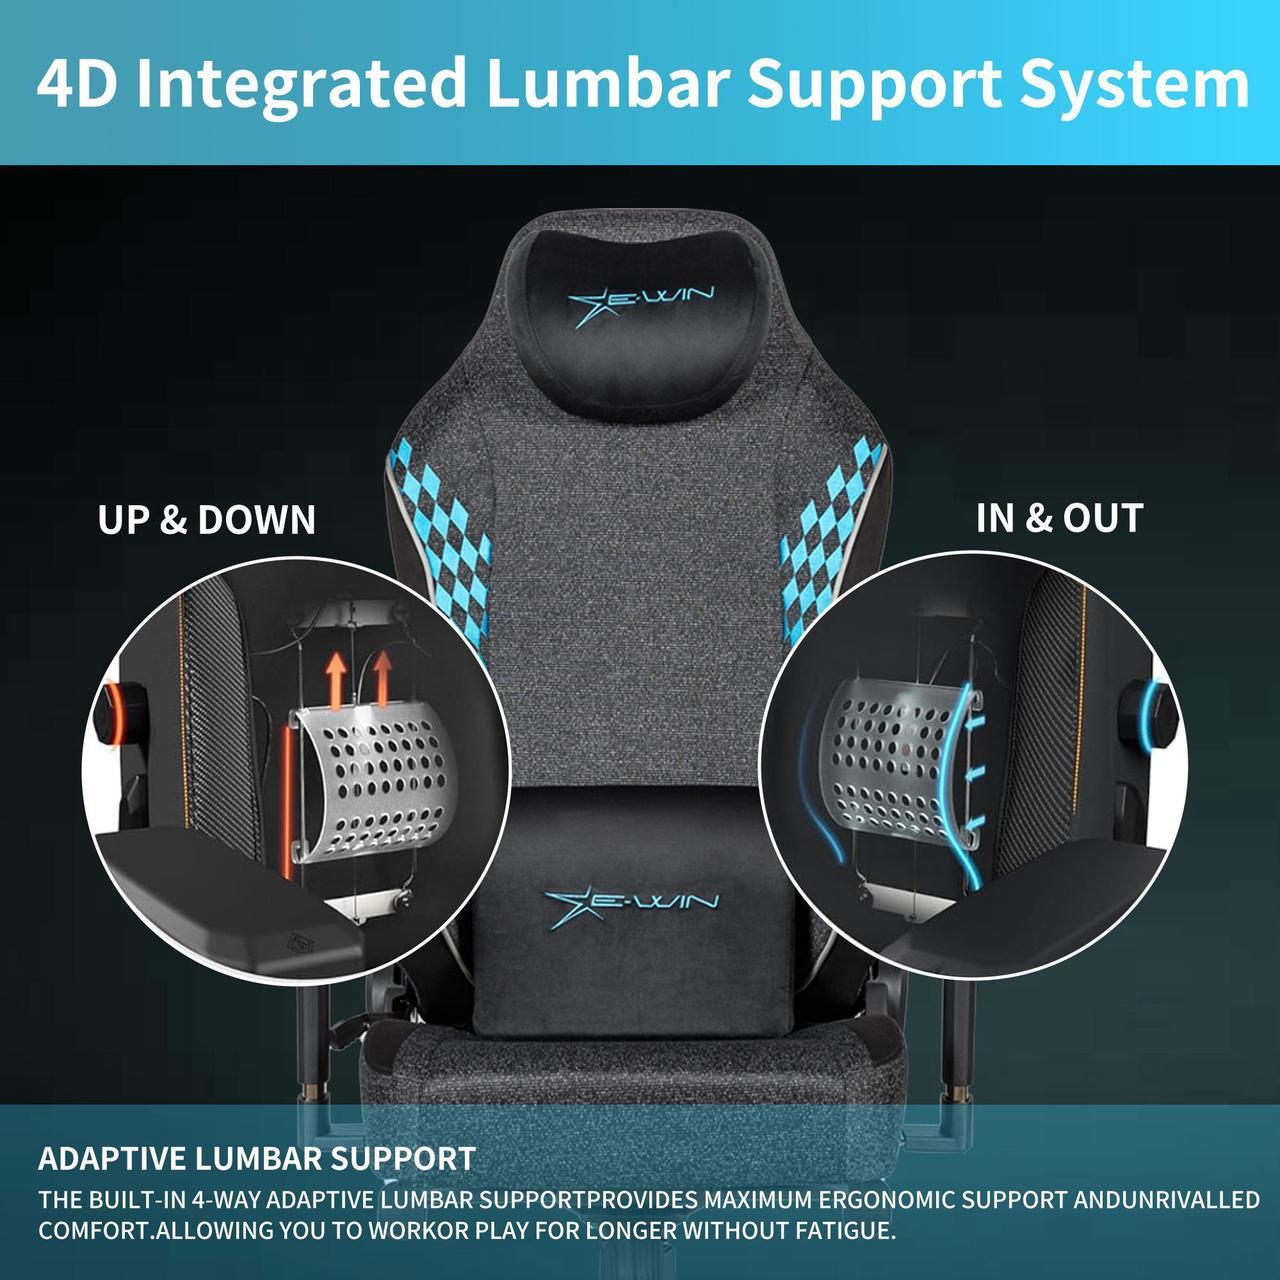 4D Integrated Lumbar Support System
E-WIN
UP & DOWN
IN & OUT
E-WIN
ADAPTIVE LUMBAR SUPPORT
THE BUILT-IN 4-WAY ADAPTIVE LUMBAR SUPPORTPROVIDES MAXIMUM ERGONOMIC SUPPORT ANDUNRIVALLED
COMFORT.ALLOWING YOU TO WORKOR PLAY FOR LONGER WITHOUT FATIGUE.